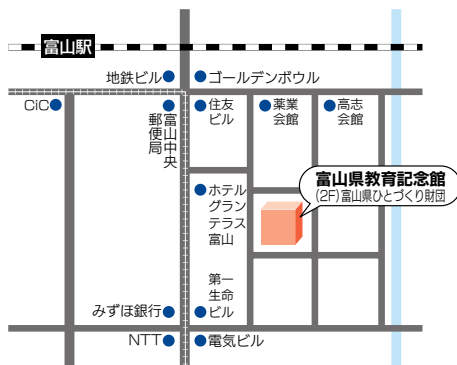 富山駅
地鉄ビル
ゴールデンボウル
CiC
富山中央
郵便局
住友
ビル
薬業
会館
高志
会館
富山県教育記念館
(2F)富山県ひとづくり財団
ホテル
グラン
テラス
富山
第一
生命
ビル
みずほ銀行
NTT
電気ビル